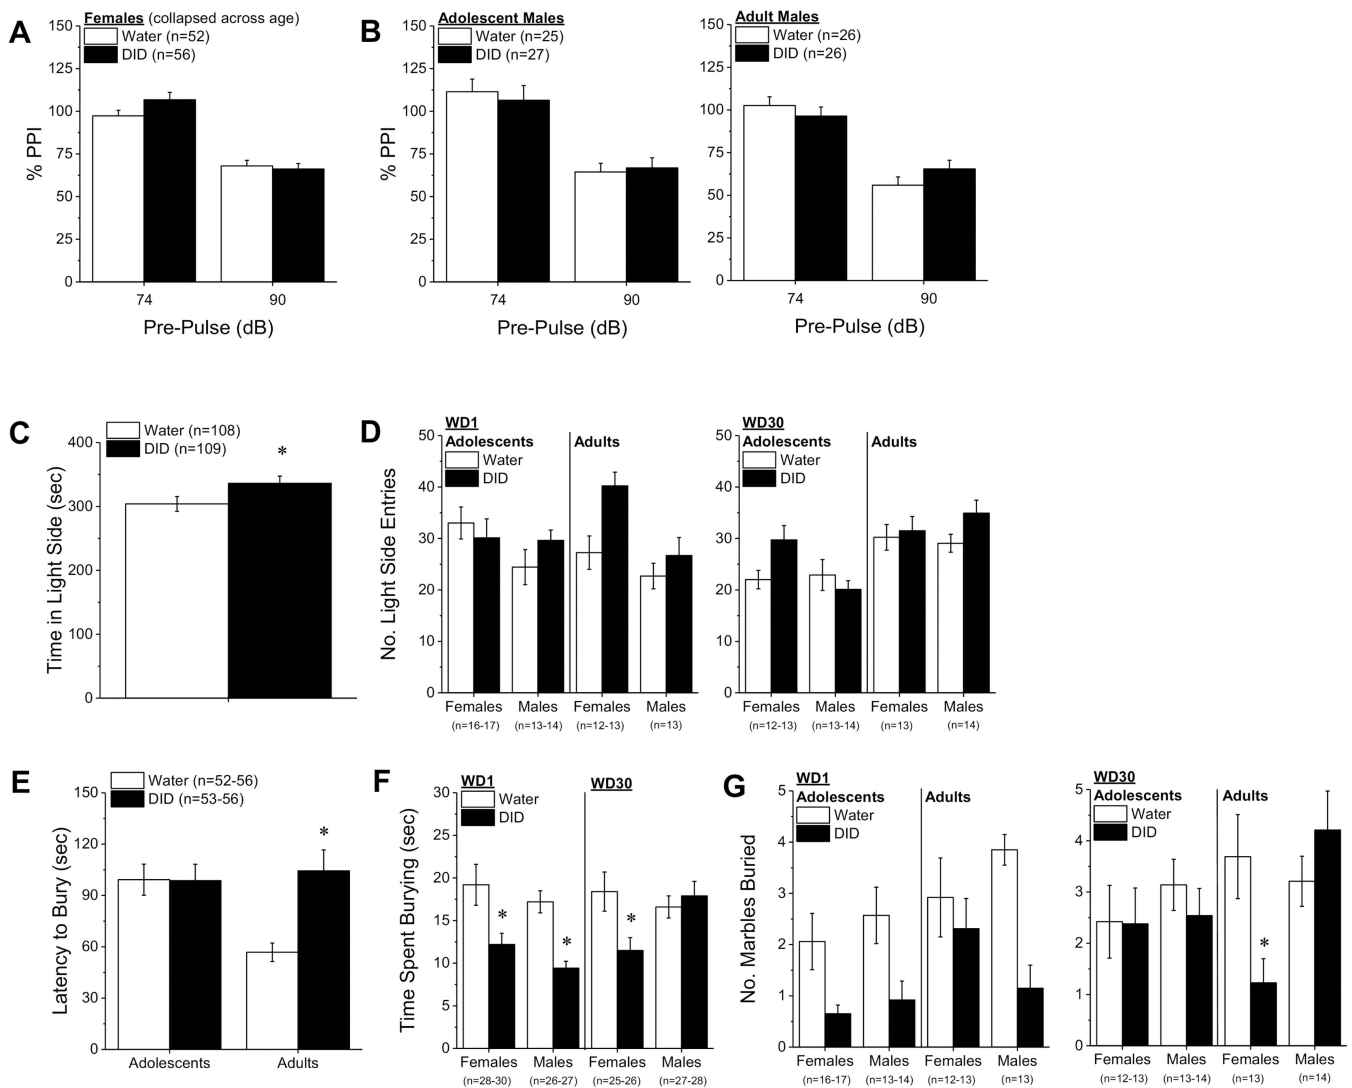 A
Females (collapsed across age)
Water (n=52)
DID (n=56)
% PPI
150
125
100
75
50
25
0
74 90
Pre-Pulse (dB)
B
Adolescent Males
Water (n=25)
DID (n=27)
% PPI
150
125
100
75
50
25
0
74 90
Pre-Pulse (dB)
Adult Males
Water (n=26)
DID (n=26)
150
125
100
75
50
25
0
74 90
Pre-Pulse (dB)
C
Water (n=108)
DID (n=109)
Time in Light Side (sec)
400
300
200
100
0
*
D
WD1
Adolescents Adults
Water
DID
No. Light Side Entries
50
40
30
20
10
0
Females Males Females Males
(n=16-17) (n=13-14) (n=12-13) (n=13)
WD30
Adolescents Adults
Water
DID
50
40
30
20
10
0
Females Males Females Males
(n=12-13) (n=13-14) (n=13) (n=14)
E
Water (n=52-56)
DID (n=53-56)
Latency to Bury (sec)
150
120
90
60
30
0
*
Adolescents Adults
F
WD1 WD30
Water
DID
Time Spent Burying (sec)
30
25
20
15
10
5
0
* * *
Females Males Females Males
(n=28-30) (n=26-27) (n=25-26) (n=27-28)
G
WD1
Adolescents Adults
Water
DID
No. Marbles Buried
5
4
3
2
1
0
Females Males Females Males
(n=16-17) (n=13-14) (n=12-13) (n=13)
WD30
Adolescents Adults
Water
DID
5
4
3
2
1
0
*
Females Males Females Males
(n=12-13) (n=13-14) (n=13) (n=14)